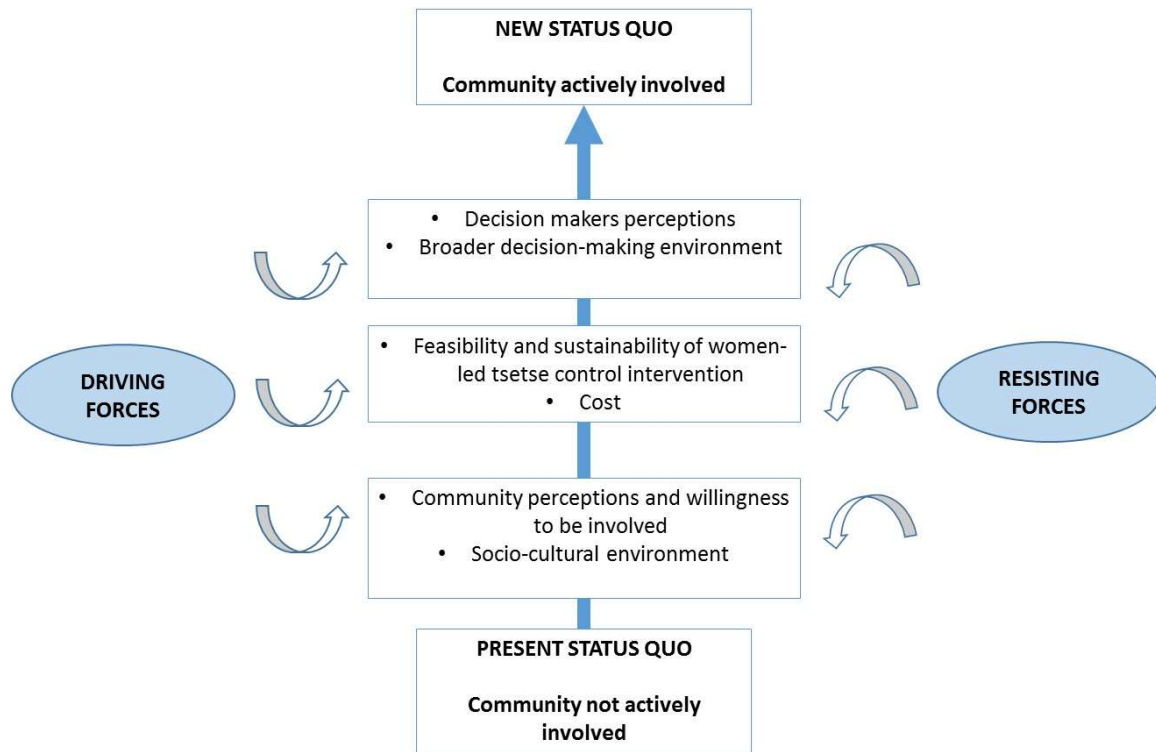 NEW STATUS QUO
Community actively involved
• Decision makers perceptions
• Broader decision-making environment
• Feasibility and sustainability of women-
led tsetse control intervention
• Cost
DRIVING
FORCES
RESISTING
FORCES
• Community perceptions and willingness
to be involved
• Socio-cultural environment
PRESENT STATUS QUO
Community not actively
involved